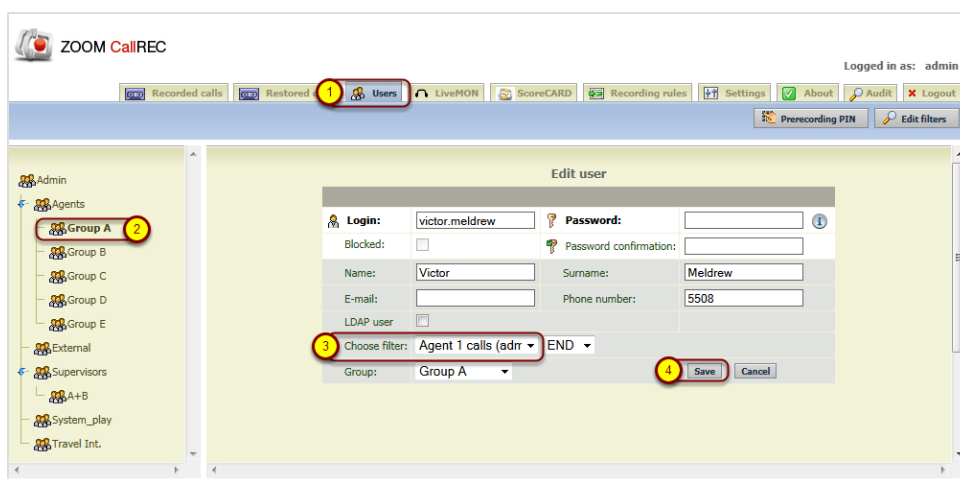 ZOOM CallREC
Logged in as: admin
Recorded calls Restored 1 Users LiveMON ScoreCARD Recording rules Settings About Audit Logout
Prerecording PIN Edit filters
Admin
Agents
Group A 2
Group B
Group C
Group D
Group E
External
Supervisors
A+B
System_play
Travel Int.
Edit user
Login: victor.meldrew Password:
Blocked: Password confirmation:
Name: Victor Surname: Meldrew
E-mail: Phone number: 5508
LDAP user
3 Choose filter: Agent 1 calls (adm END
Group: Group A 4 Save Cancel